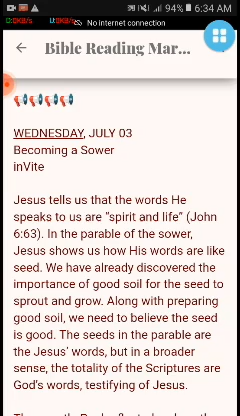 94% 6:34 AM
0:0KB/s U:0KB/s No internet connection
Bible Reading Mar...
WEDNESDAY, JULY 03
Becoming a Sower
inVite
Jesus tells us that the words He
speaks to us are “spirit and life” (John
6:63). In the parable of the sower,
Jesus shows us how His words are like
seed. We have already discovered the
importance of good soil for the seed to
sprout and grow. Along with preparing
good soil, we need to believe the seed
is good. The seeds in the parable are
the Jesus’ words, but in a broader
sense, the totality of the Scriptures are
God’s words, testifying of Jesus.